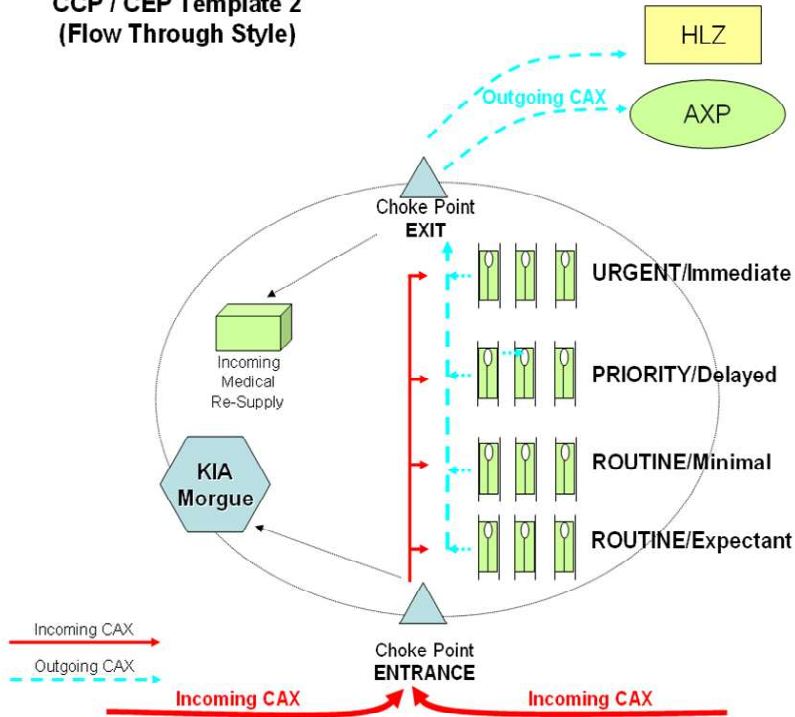 CCP / CEP Template 2
(Flow Through Style)
HLZ
Outgoing CAX
AXP
Choke Point
EXIT
URGENT/Immediate
Incoming
Medical
Re-Supply
PRIORITY/Delayed
KIA
Morgue
ROUTINE/Minimal
ROUTINE/Expectant
Incoming CAX
Outgoing CAX
Choke Point
ENTRANCE
Incoming CAX
Incoming CAX